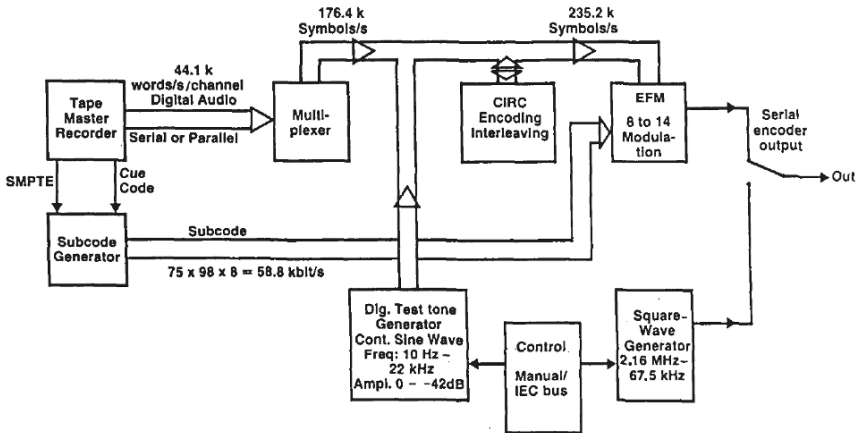 176.4 k
Symbols/s
235.2 k
Symbols/s
44.1 k
words/s/channel
Digital Audio
Serial or Parallel
Tape
Master
Recorder
Multi-
plexer
CIRC
Encoding
Interleaving
EFM
8 to 14
Modula-
tion
Serial
encoder
output
Out
SMPTE
Cue
Code
Subcode
Generator
Subcode
75 x 98 x 8 = 58.8 kbit/s
Dig. Test tone
Generator
Cont. Sine Wave
Freq: 10 Hz ~
22 kHz
Ampl. 0 - -42dB
Control
Manual/
IEC bus
Square-
Wave
Generator
2.16 MHz~
67.5 kHz